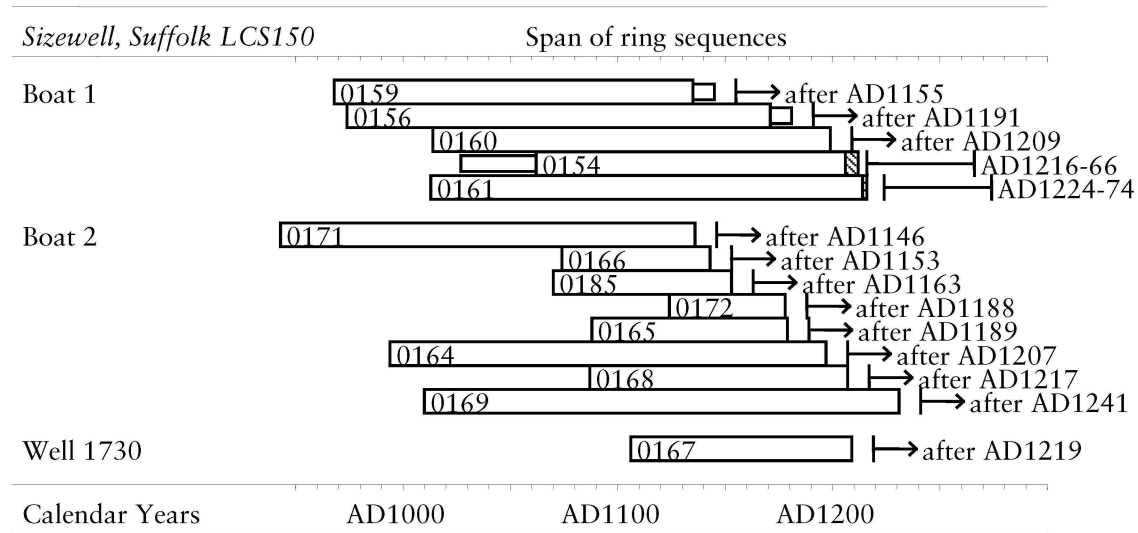 Sizewell, Suffolk LCS150 Span of ring sequences
Boat 1 0159 after AD1155
0156 after AD1191
0160 after AD1209
0154 AD1216-66
0161 AD1224-74
Boat 2 0171 after AD1146
0166 after AD1153
0185 after AD1163
0172 after AD1188
0165 after AD1189
0164 after AD1207
0168 after AD1217
0169 after AD1241
Well 1730 0167 after AD1219
Calendar Years AD1000 AD1100 AD1200